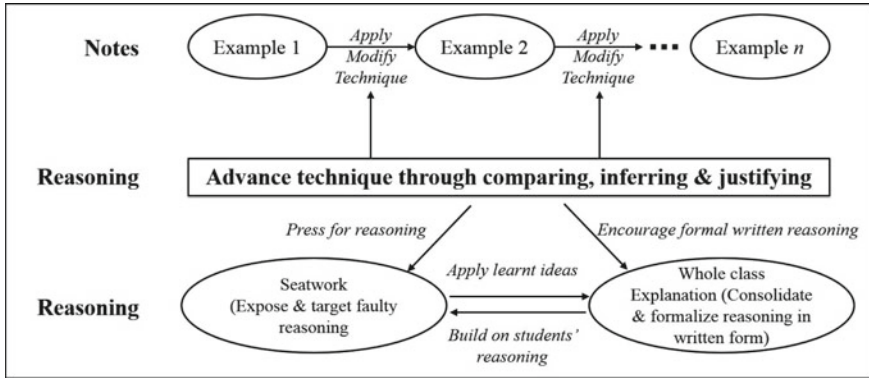 Notes
Example 1
Apply
Modify
Technique
Example 2
Apply
Modify
Technique
Example n
Reasoning
Advance technique through comparing, inferring & justifying
Press for reasoning
Encourage formal written reasoning
Reasoning
Seatwork
(Expose & target faulty
reasoning
Apply learnt ideas
Build on students’
reasoning
Whole class
Explanation (Consolidate
& formalize reasoning in
written form)